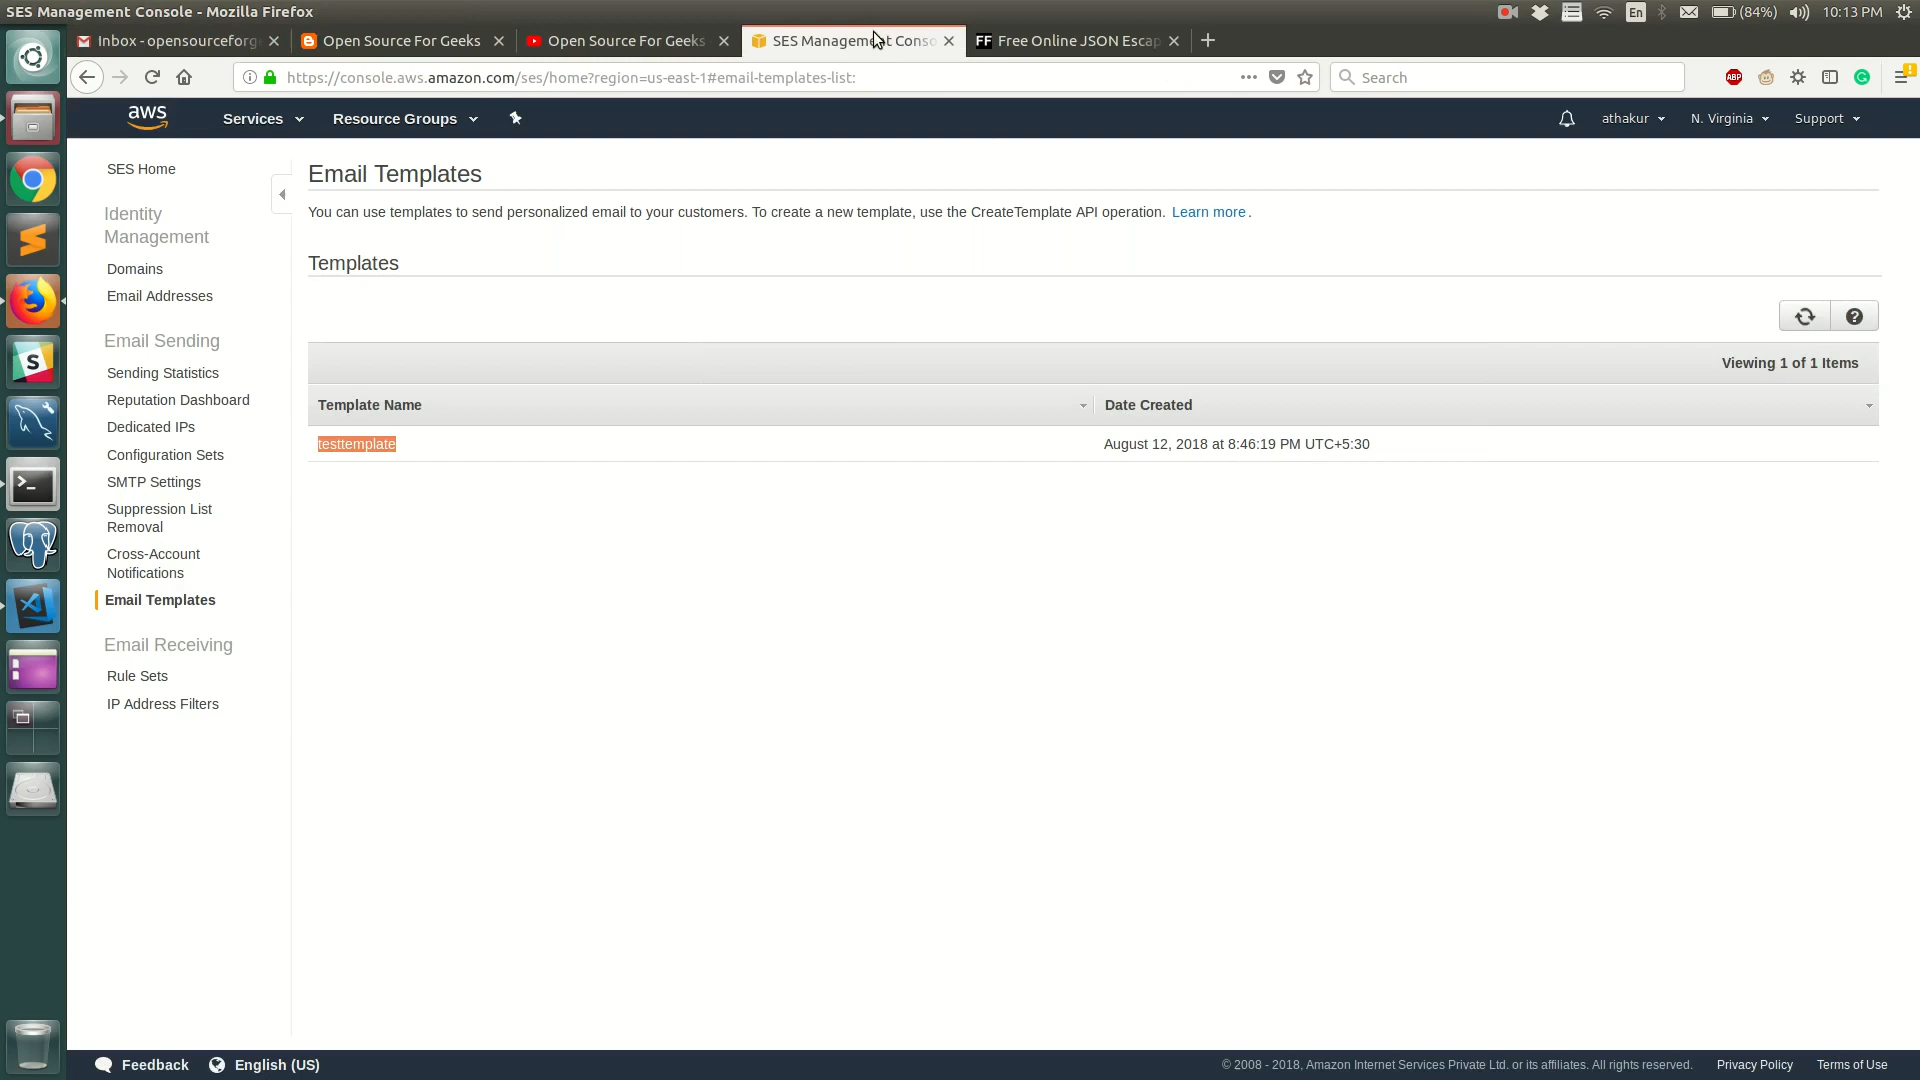 SES Management Console - Mozilla Firefox
En
(84%)
10:13 PM
Inbox - opensourceforg
Open Source For Geeks
Open Source For Geeks
SES Management Conso
FF Free Online JSON Escap
https://console.aws.amazon.com/ses/home?region=us-east-1#email-templates-list:
Search
ABP
aws
Services
Resource Groups
athakur
N. Virginia
Support
SES Home
Identity
Management
Domains
Email Addresses
Email Sending
Sending Statistics
Reputation Dashboard
Dedicated IPs
Configuration Sets
SMTP Settings
Suppression List
Removal
Cross-Account
Notifications
Email Templates
Email Receiving
Rule Sets
IP Address Filters
Email Templates
You can use templates to send personalized email to your customers. To create a new template, use the CreateTemplate API operation. Learn more.
Templates
Viewing 1 of 1 Items
Template Name
Date Created
testtemplate
August 12, 2018 at 8:46:19 PM UTC+5:30
Feedback
English (US)
© 2008 - 2018, Amazon Internet Services Private Ltd. or its affiliates. All rights reserved.
Privacy Policy
Terms of Use